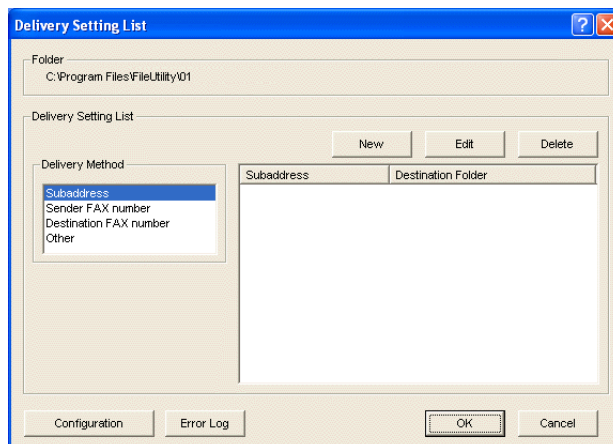 Delivery Setting List
Folder
C:\Program Files\FileUtility\01
Delivery Setting List
New Edit Delete
Delivery Method
Subaddress
Sender FAX number
Destination FAX number
Other
Subaddress Destination Folder
Configuration Error Log OK Cancel